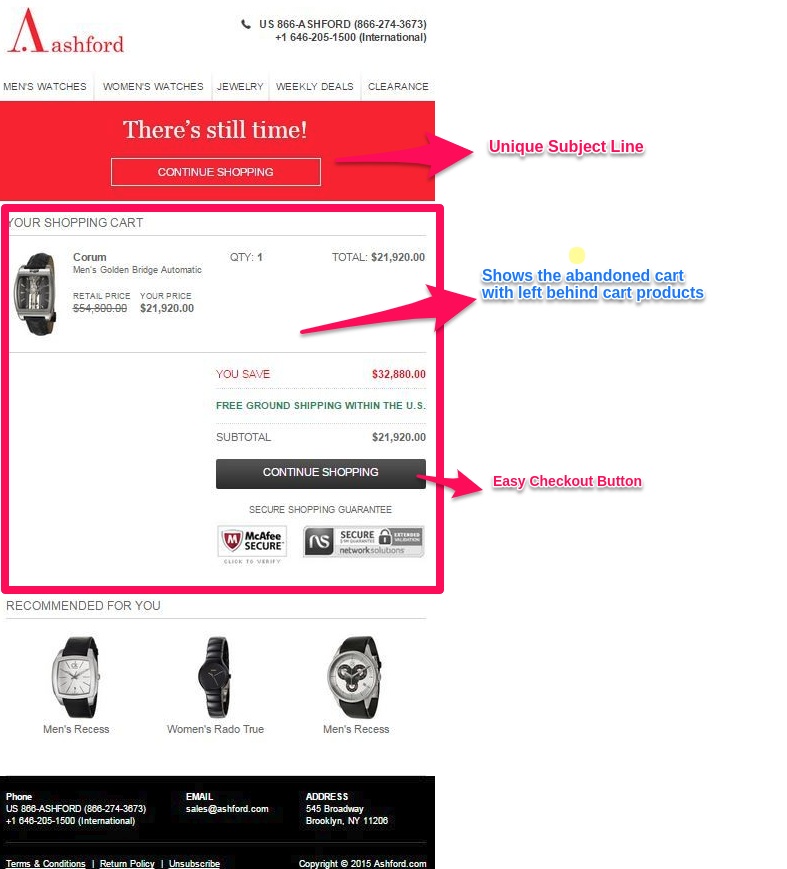 Aashford
US 866-ASHFORD (866-274-3673)
+1 646-205-1500 (International)
MEN'S WATCHES WOMEN'S WATCHES JEWELRY WEEKLY DEALS CLEARANCE
There's still time!
CONTINUE SHOPPING
Unique Subject Line
YOUR SHOPPING CART
Corum QTY: 1 TOTAL: $21,920.00
Men's Golden Bridge Automatic
RETAIL PRICE YOUR PRICE
$54,800.00 $21,920.00
Shows the abandoned cart
with left behind cart products
YOU SAVE $32,880.00
FREE GROUND SHIPPING WITHIN THE U.S.
SUBTOTAL $21,920.00
CONTINUE SHOPPING
Easy Checkout Button
SECURE SHOPPING GUARANTEE
McAfee
SECURE™
CLICK TO VERIFY
NS
SECURE
$1M GUARANTEE
EXTENDED
VALIDATION
networksolutions
RECOMMENDED FOR YOU
Men's Recess Women's Rado True Men's Recess
Phone EMAIL ADDRESS
US 866-ASHFORD (866-274-3673) sales@ashford.com 545 Broadway
+1 646-205-1500 (International) Brooklyn, NY 11206
Terms & Conditions | Return Policy | Unsubscribe Copyright © 2015 Ashford.com